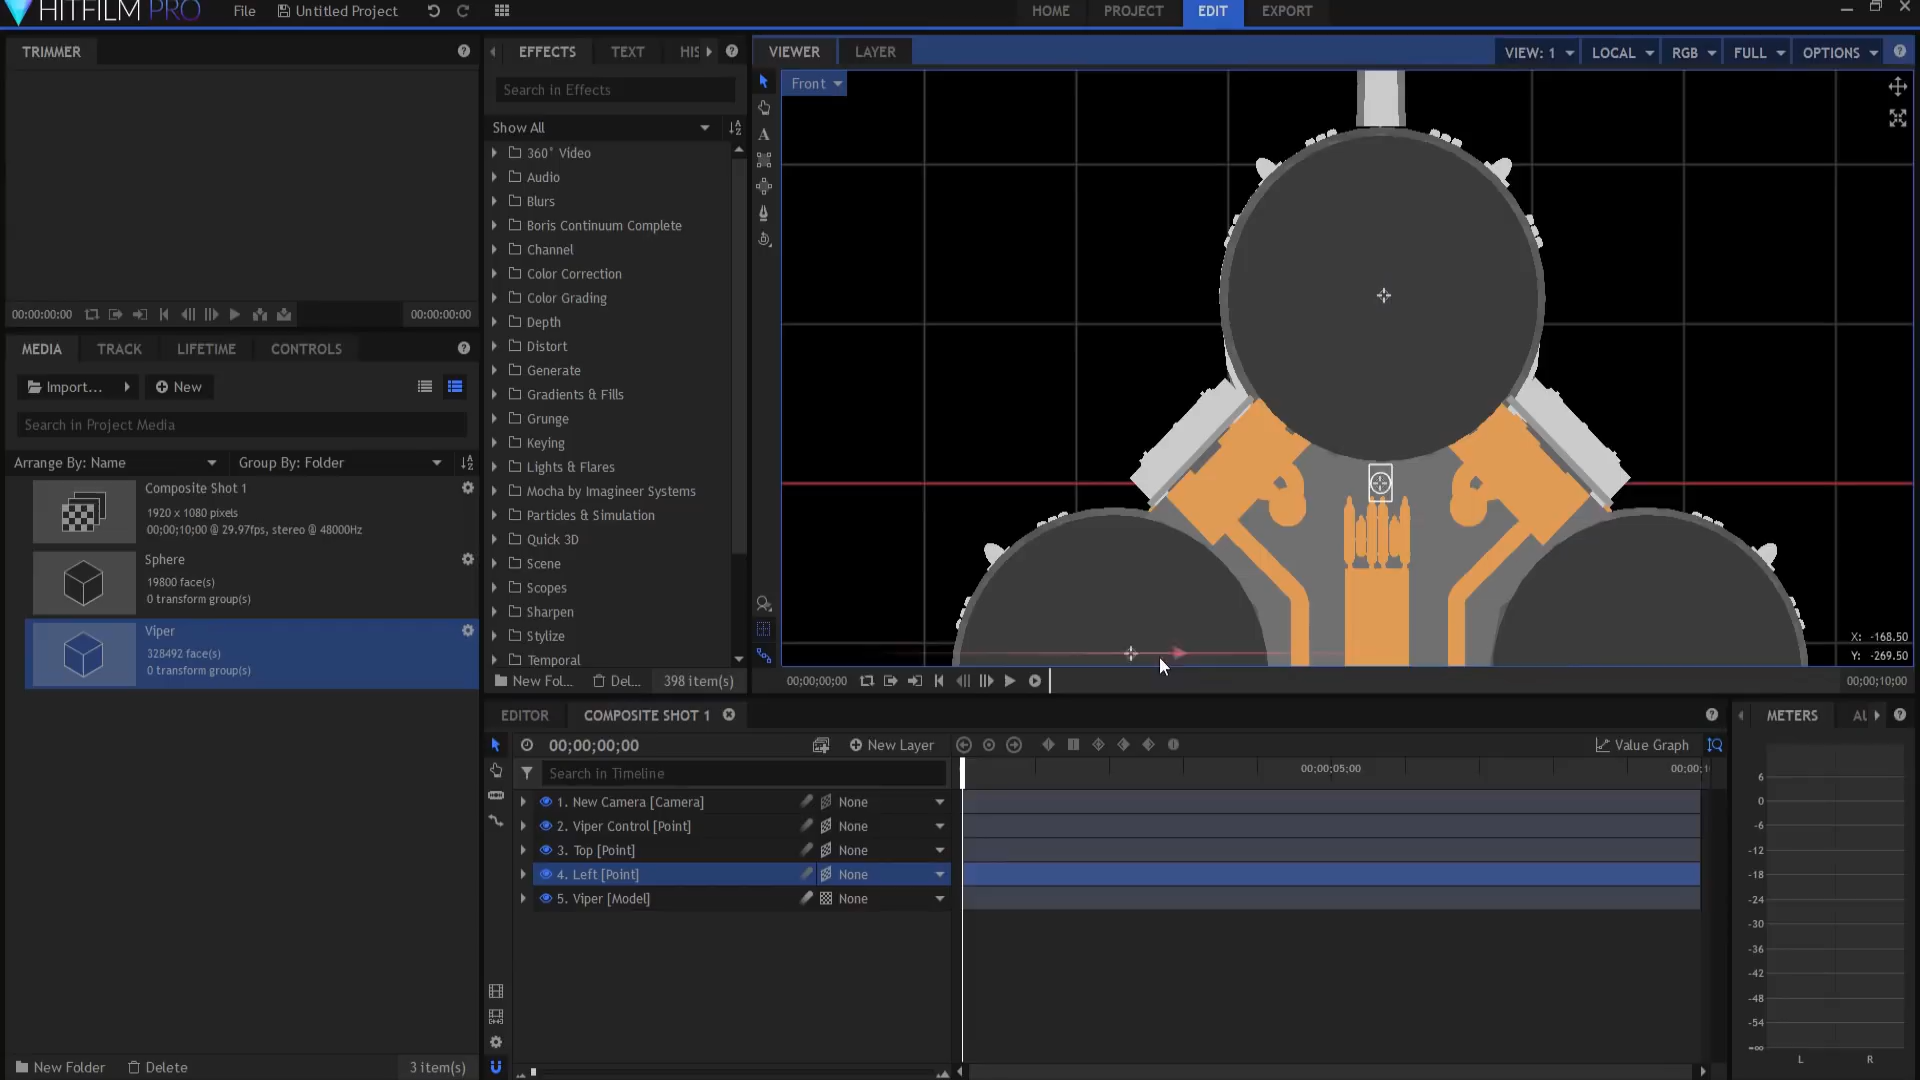 HITFILM PRO
File
Untitled Project
HOME
PROJECT
EDIT
EXPORT
TRIMMER
00:00:00:00
00:00:00:00
MEDIA
TRACK
LIFETIME
CONTROLS
Import...
New
Search in Project Media
Arrange By: Name
Group By: Folder
Composite Shot 1
1920 x 1080 pixels
00;00;10;00 @ 29.97fps, stereo @ 48000Hz
Sphere
19800 face(s)
0 transform group(s)
Viper
328492 face(s)
0 transform group(s)
New Folder
Delete
3 item(s)
EFFECTS
TEXT
HIS
Search in Effects
Show All
360° Video
Audio
Blurs
Boris Continuum Complete
Channel
Color Correction
Color Grading
Depth
Distort
Generate
Gradients & Fills
Grunge
Keying
Lights & Flares
Mocha by Imagineer Systems
Particles & Simulation
Quick 3D
Scene
Scopes
Sharpen
Stylize
Temporal
New Fol...
Del...
398 item(s)
VIEWER
LAYER
VIEW: 1
LOCAL
RGB
FULL
OPTIONS
Front
X: -168.50
Y: -269.50
00;00;00;00
00;00;10;00
EDITOR
COMPOSITE SHOT 1
00;00;00;00
New Layer
Value Graph
Search in Timeline
00;00;05;00
00;00;1
1. New Camera [Camera]
None
2. Viper Control [Point]
None
3. Top [Point]
None
4. Left [Point]
None
5. Viper [Model]
None
METERS
6
0
-6
-12
-18
-24
-30
-36
-42
-48
-54
-∞
L
R